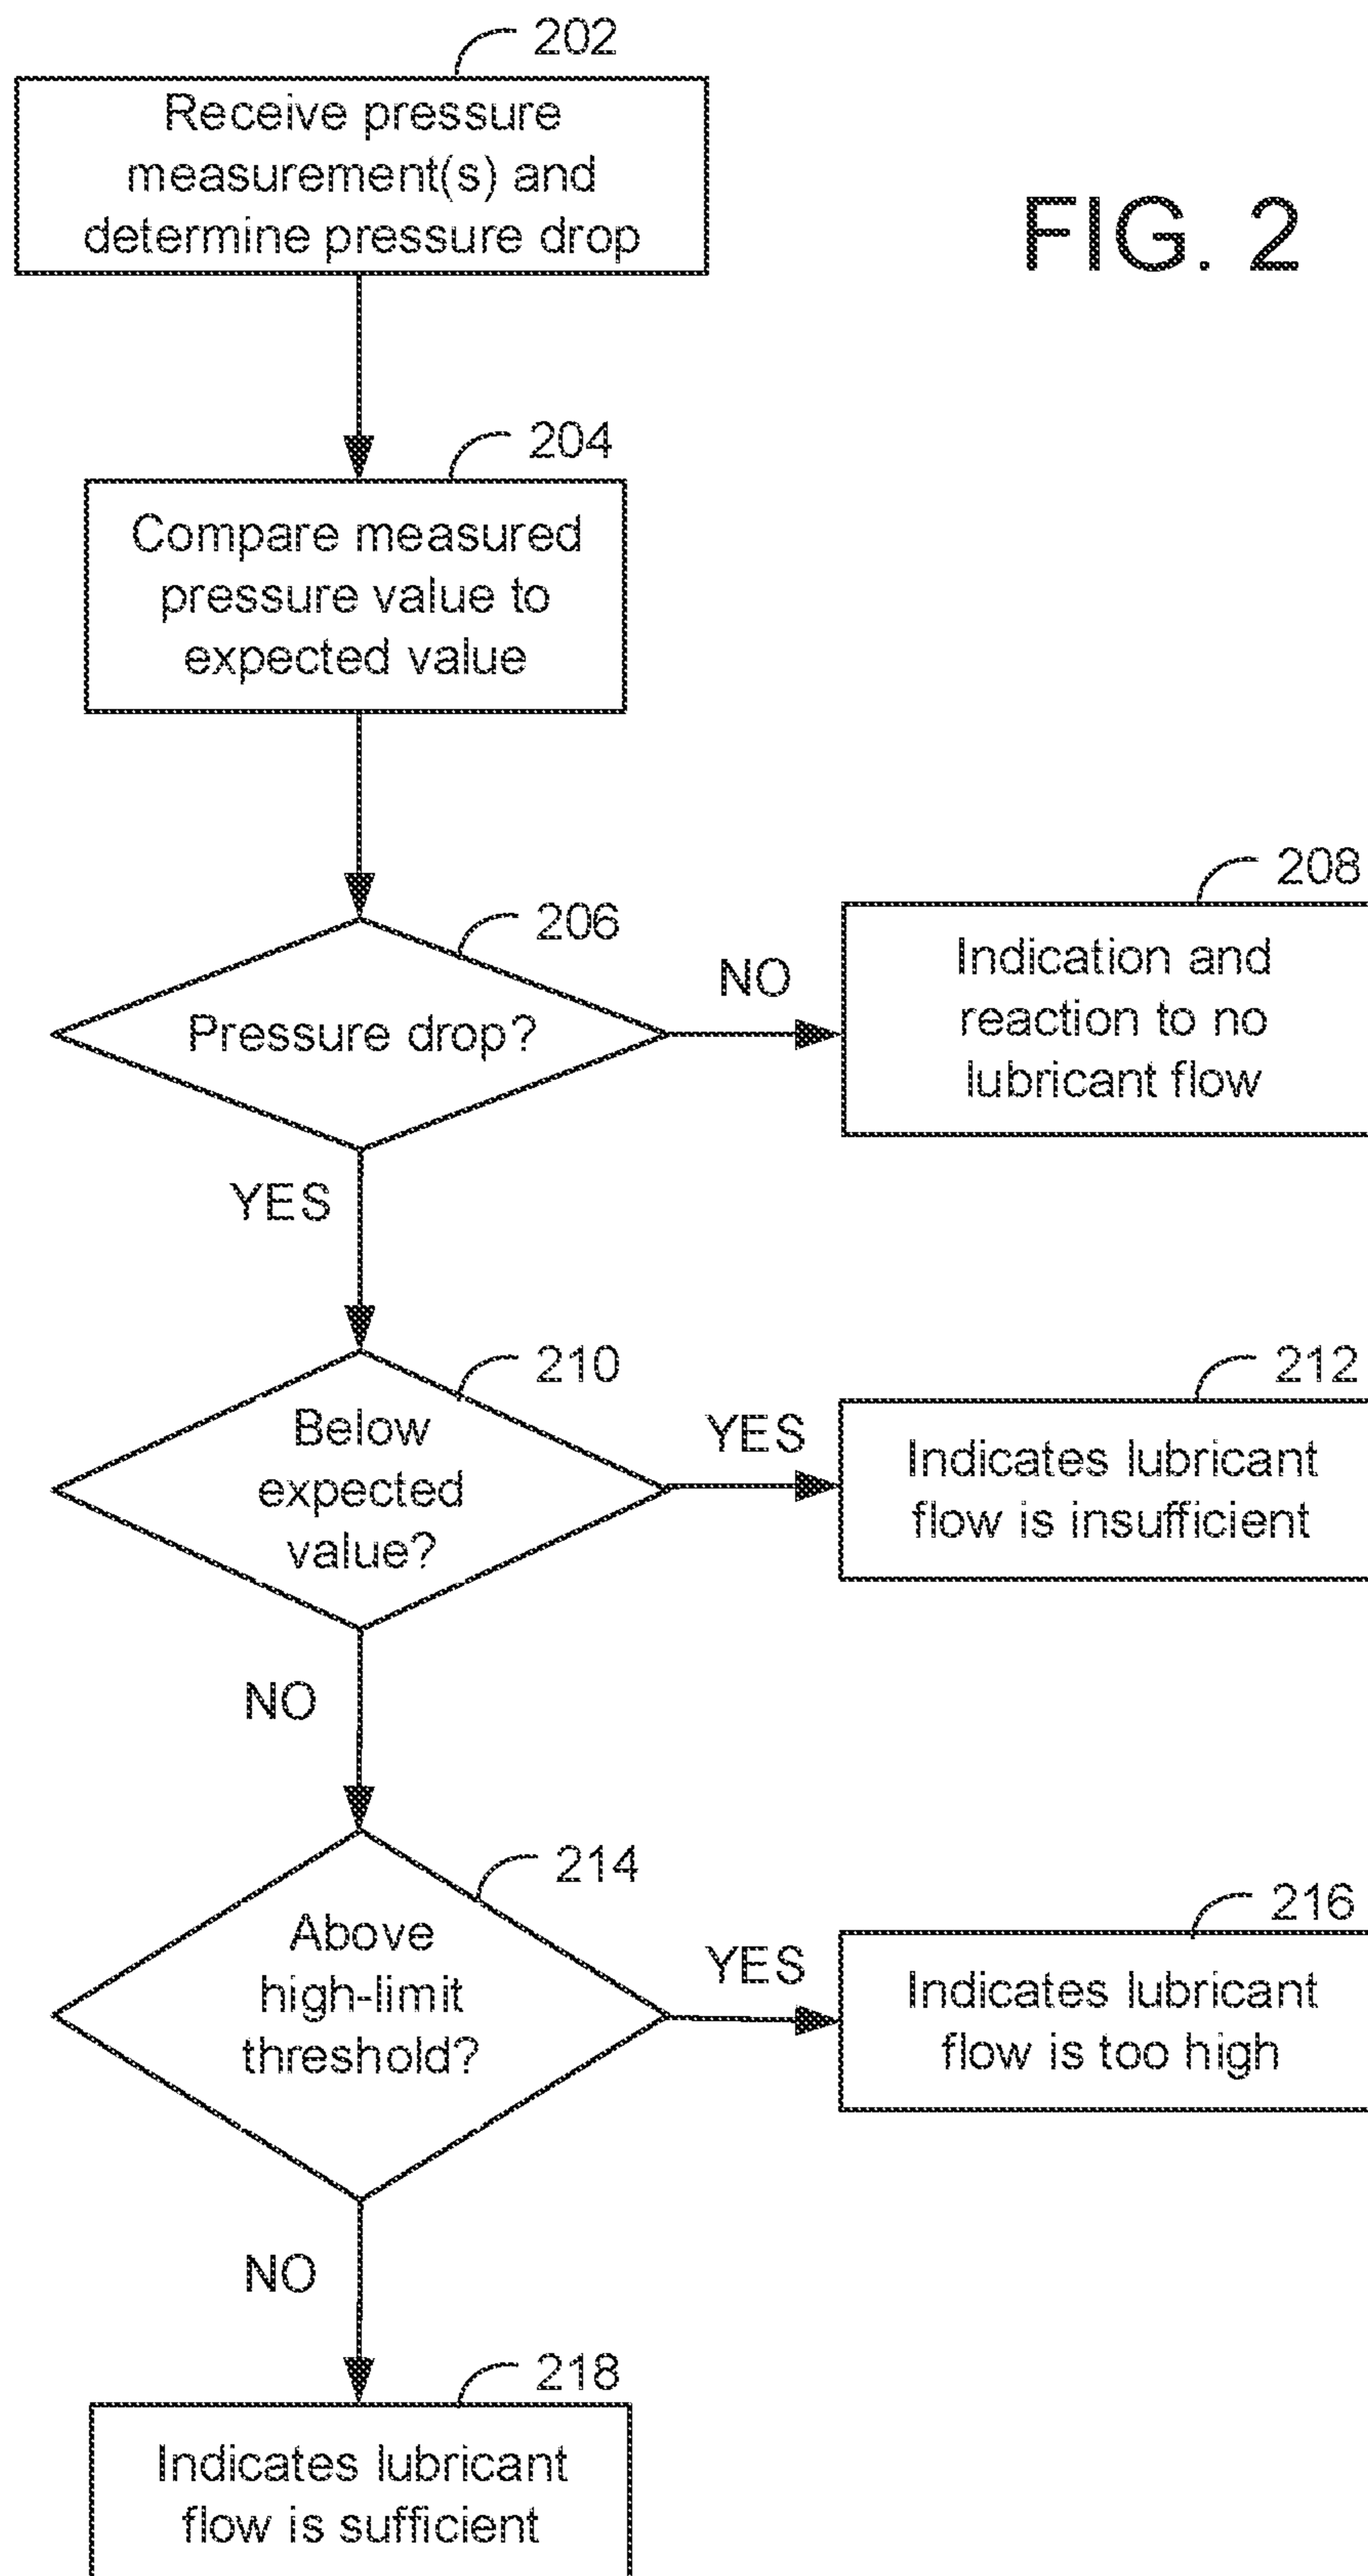 202
Receive pressure
measurement(s) and
determine pressure drop
FIG. 2
204
Compare measured
pressure value to
expected value
206
Pressure drop?
NO
208
Indication and
reaction to no
lubricant flow
YES
210
Below
expected
value?
YES
212
Indicates lubricant
flow is insufficient
NO
214
Above
high-limit
threshold?
YES
216
Indicates lubricant
flow is too high
NO
218
Indicates lubricant
flow is sufficient